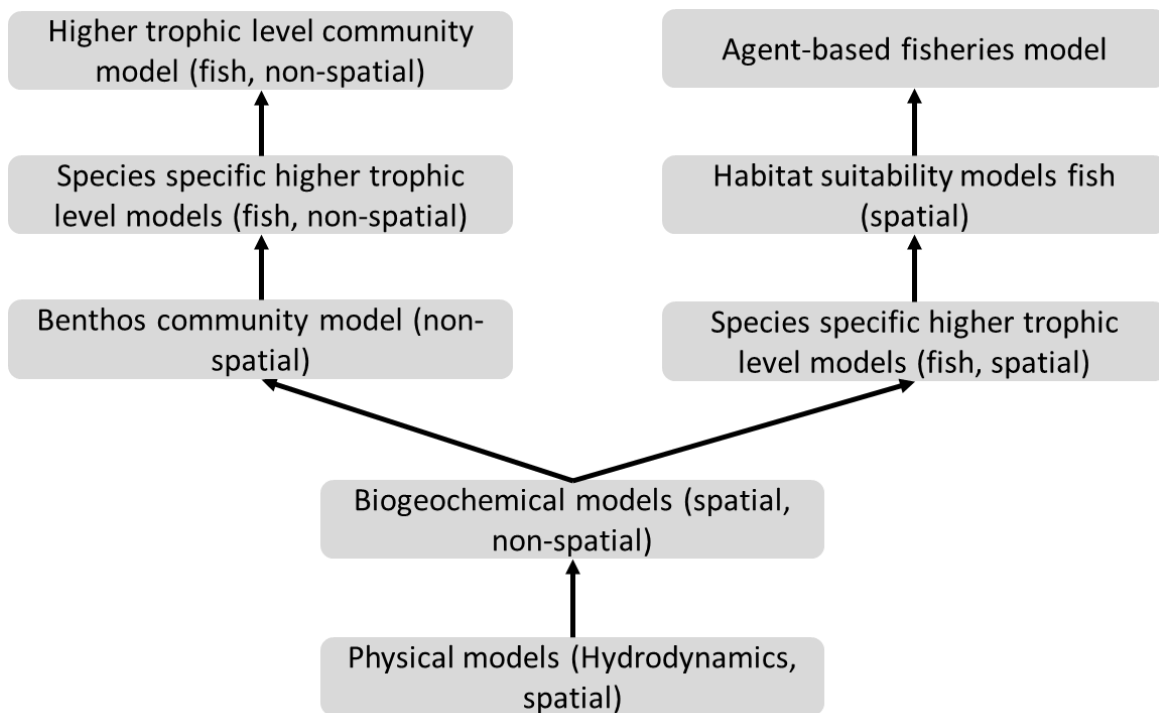 Higher trophic level community
model (fish, non-spatial)
Agent-based fisheries model
Species specific higher trophic
level models (fish, non-spatial)
Habitat suitability models fish
(spatial)
Benthos community model (non-
spatial)
Species specific higher trophic
level models (fish, spatial)
Biogeochemical models (spatial,
non-spatial)
Physical models (Hydrodynamics,
spatial)